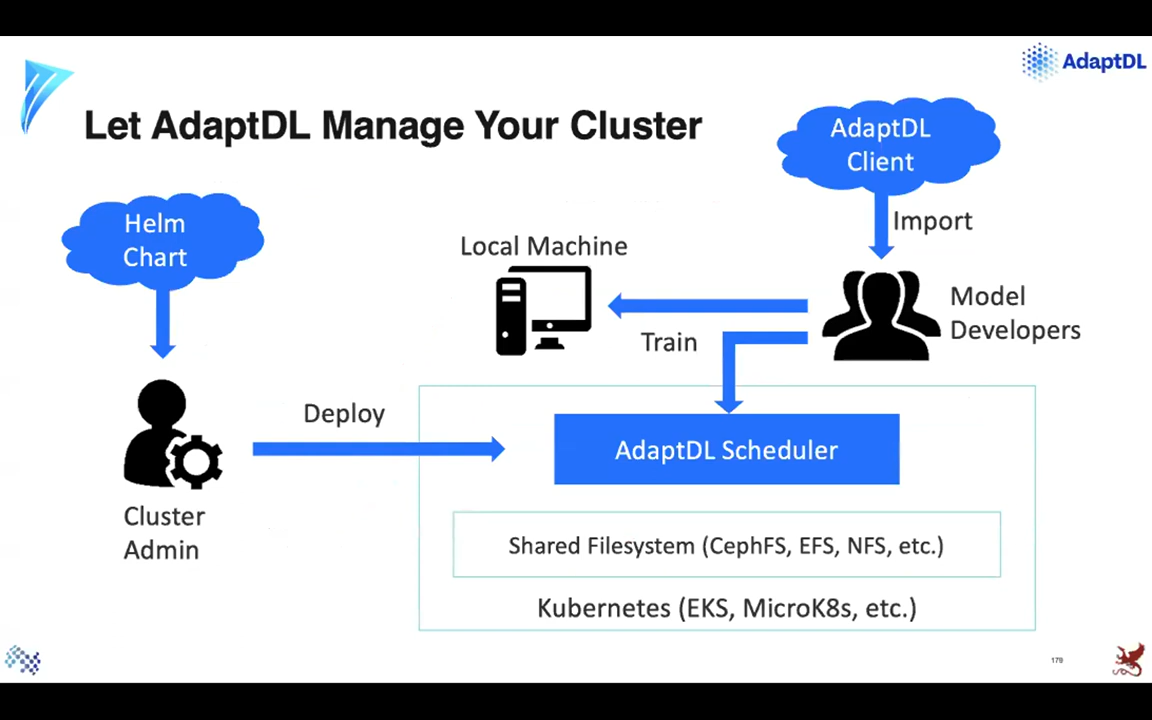 AdaptDL
Let AdaptDL Manage Your Cluster
AdaptDL
Client
Helm
Chart
Import
Local Machine
Model
Developers
Train
Deploy
AdaptDL Scheduler
Cluster
Admin
Shared Filesystem (CephFS, EFS, NFS, etc.)
Kubernetes (EKS, MicroK8s, etc.)
179